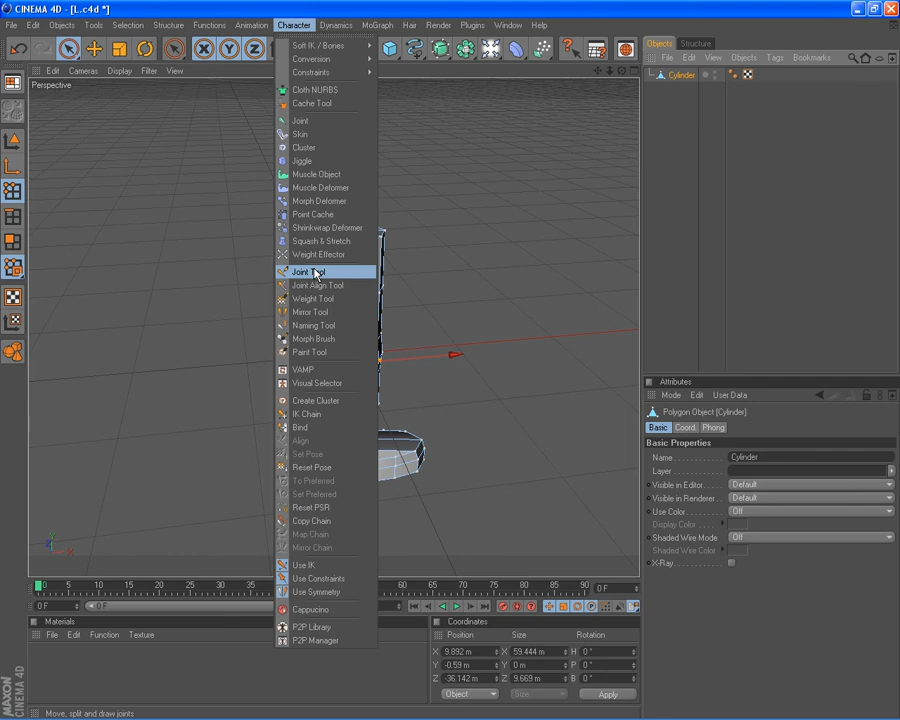 CINEMA 4D - [L.c4d *]
File Edit Objects Tools Selection Structure Functions Animation Character Dynamics MoGraph Hair Render Plugins Window Help
X Y Z
Edit Cameras Display Filter View
Perspective
Soft IK / Bones
Conversion
Constraints
Cloth NURBS
Cache Tool
Joint
Skin
Cluster
Jiggle
Muscle Object
Muscle Deformer
Morph Deformer
Point Cache
Shrinkwrap Deformer
Squash & Stretch
Weight Effector
Joint Tool
Joint Align Tool
Weight Tool
Mirror Tool
Naming Tool
Morph Brush
Paint Tool
VAMP
Visual Selector
Create Cluster
IK Chain
Bind
Align
Set Pose
Reset Pose
To Preferred
Set Preferred
Reset PSR
Copy Chain
Map Chain
Mirror Chain
Use IK
Use Constraints
Use Symmetry
Cappucino
P2P Library
P2P Manager
Objects Structure
File Edit View Objects Tags Bookmarks
Cylinder
Attributes
Mode Edit User Data
Polygon Object [Cylinder]
Basic Coord. Phong
Basic Properties
Name Cylinder
Layer
Visible in Editor Default
Visible in Renderer Default
Use Color Off
Display Color
Shaded Wire Mode Off
Shaded Wire Color
X-Ray
0 5 10 15 20 25 30 35 60 65 70 75 80 85 90 0 F
0 F 0 F
Materials
File Edit Function Texture
Coordinates
Position Size Rotation
X 9.892 m X 59.444 m H 0 °
Y -0.59 m Y 0 m P 0 °
Z -36.142 m Z 9.669 m B 0 °
Object Size Apply
MAXON CINEMA 4D
Move, split and draw joints